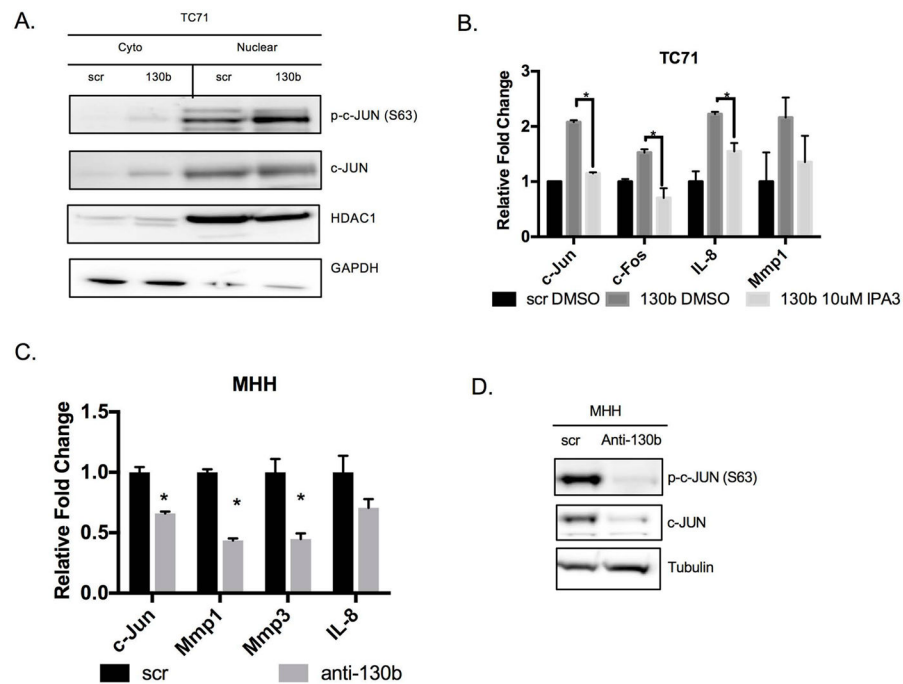 A.
TC71
Cyto Nuclear
scr 130b scr 130b
p-c-JUN (S63)
c-JUN
HDAC1
GAPDH
B.
TC71
Relative Fold Change
3
2
1
0
c-Jun c-Fos IL-8 Mmp1
* * *
scr DMSO 130b DMSO 130b 10uM IPA3
C.
MHH
Relative Fold Change
1.5
1.0
0.5
0.0
* * *
c-Jun Mmp1 Mmp3 IL-8
scr anti-130b
D.
MHH
scr Anti-130b
p-c-JUN (S63)
c-JUN
Tubulin